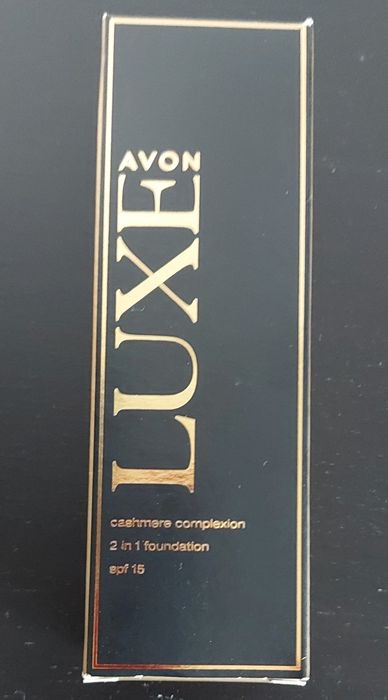 AVON
LUXE
cashmere complexion
2 in 1 foundation
spf 15